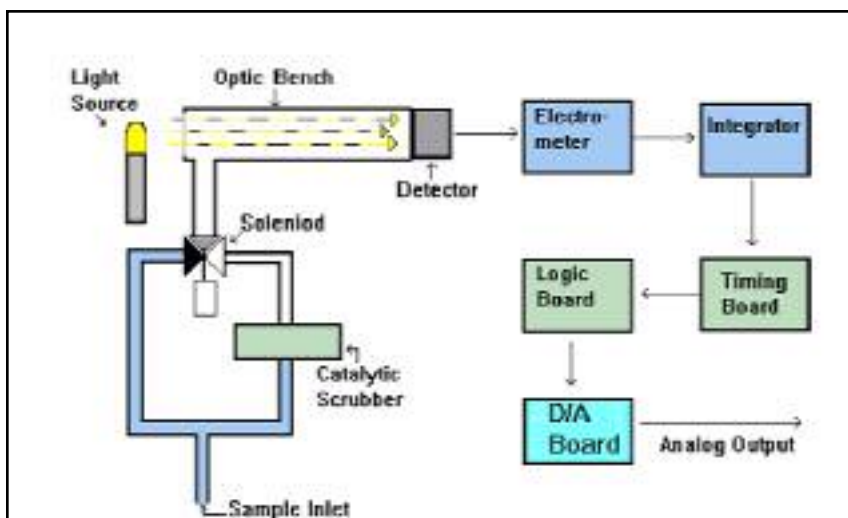 Light
Source
Optic Bench
Detector
Electro-
meter
Integrator
Soleniod
Logic
Board
Timing
Board
Catalytic
Scrubber
D/A
Board
Analog Output
Sample Inlet